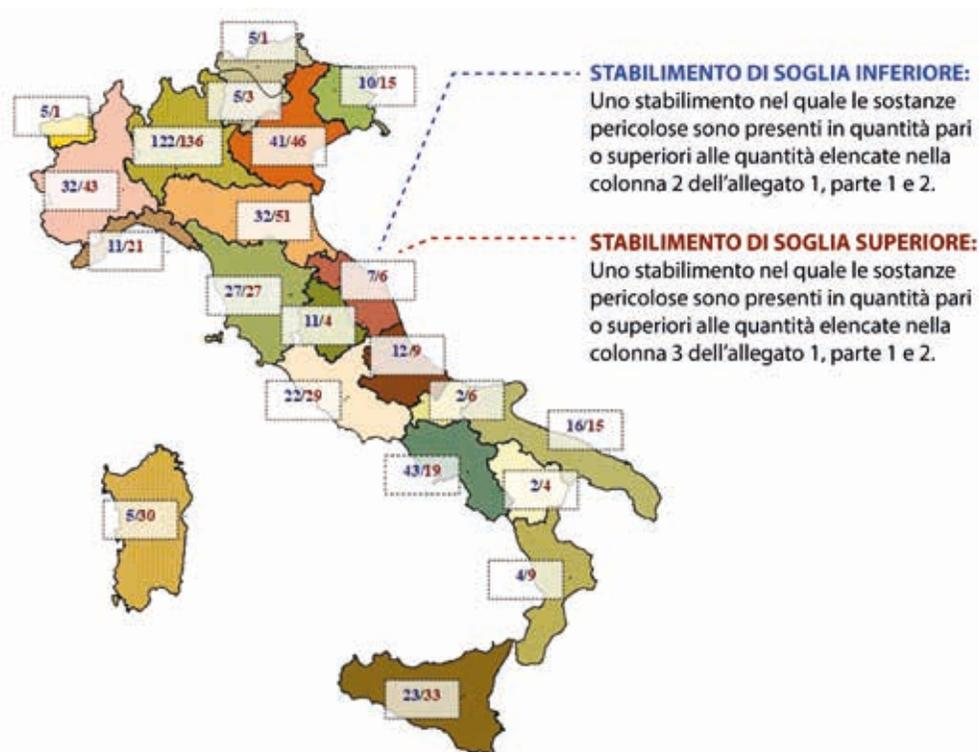 5/1
10/15
5/1
5/3
122/136
41/46
32/43
32/51
11/21
7/6
27/27
11/4
12/9
22/29
2/6
16/15
43/19
2/4
5/30
4/9
23/33
STABILIMENTO DI SOGLIA INFERIORE:
Uno stabilimento nel quale le sostanze
pericolose sono presenti in quantità pari
o superiori alle quantità elencate nella
colonna 2 dell'allegato 1, parte 1 e 2.
STABILIMENTO DI SOGLIA SUPERIORE:
Uno stabilimento nel quale le sostanze
pericolose sono presenti in quantità pari
o superiori alle quantità elencate nella
colonna 3 dell'allegato 1, parte 1 e 2.